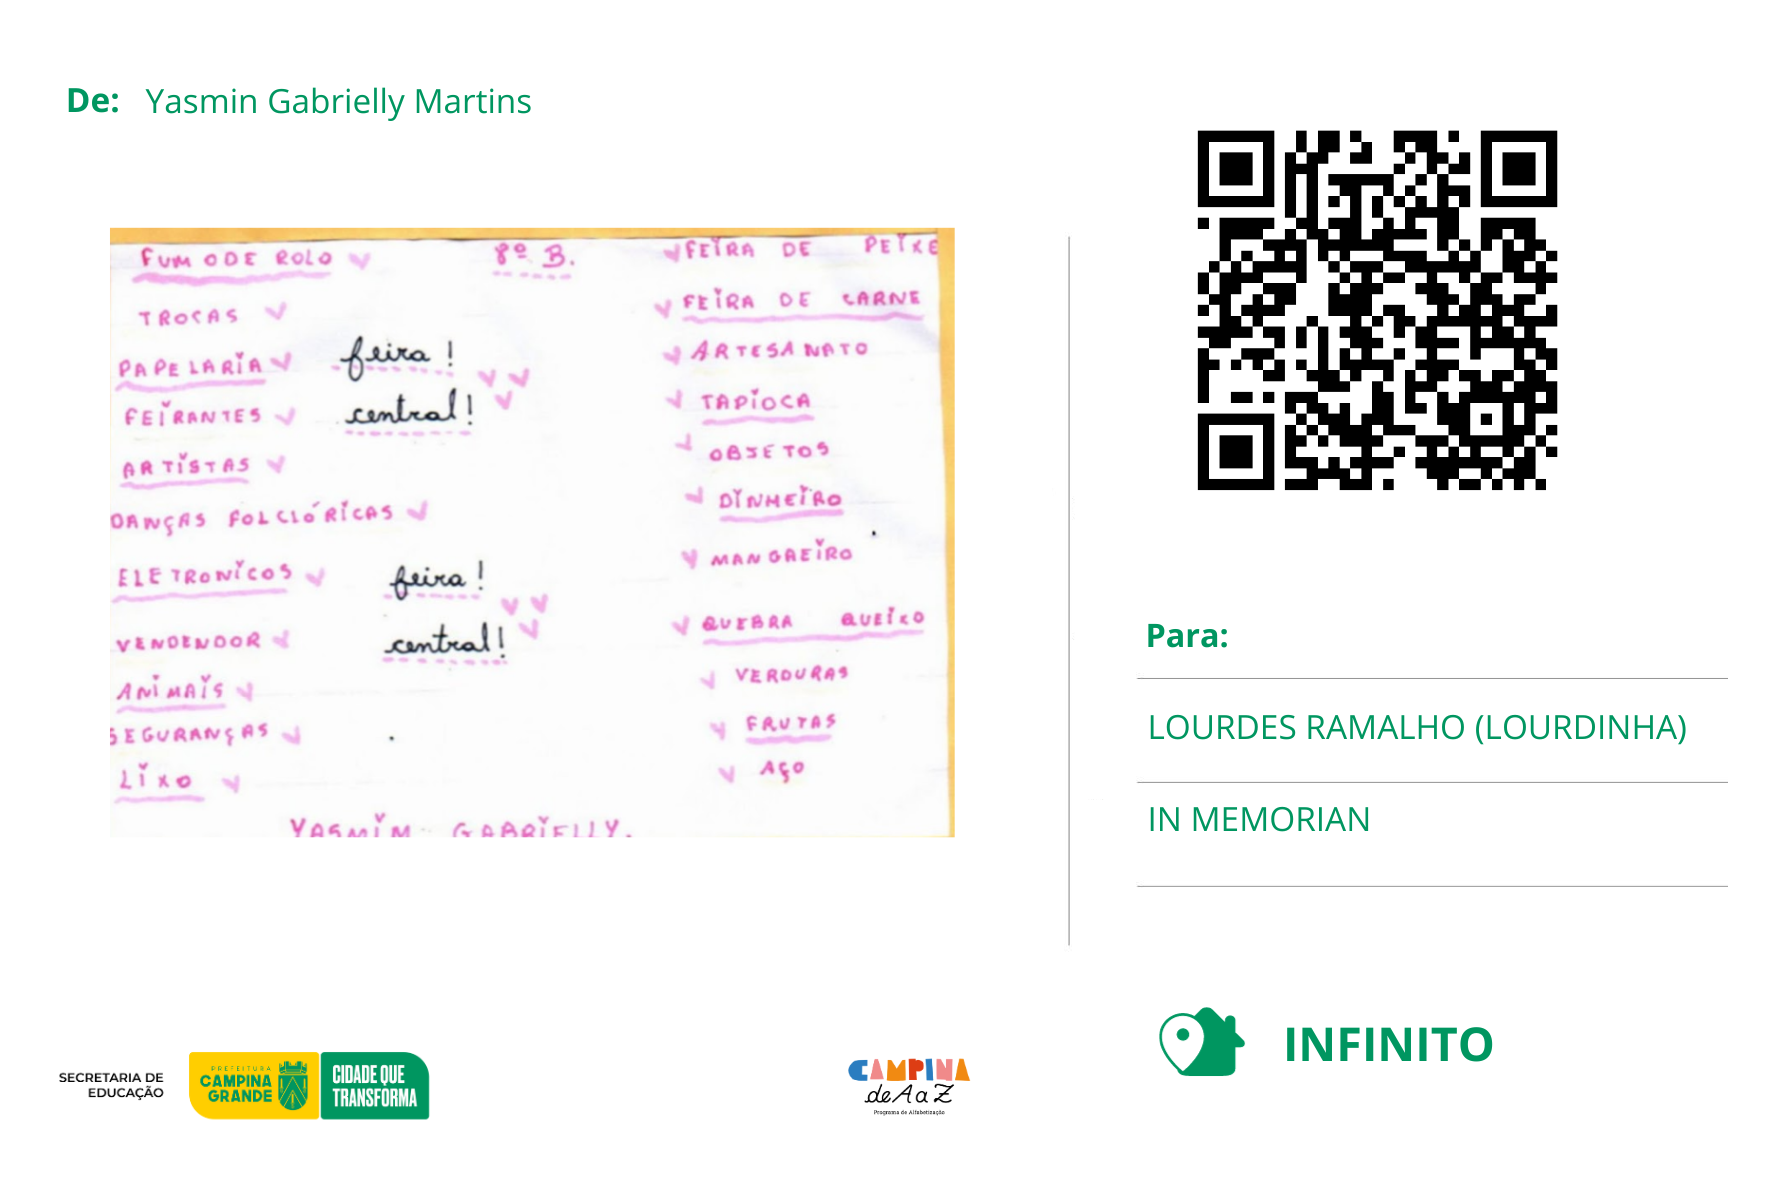 De: Yasmin Gabrielly Martins
FUMO DE ROLO
8º B.
FEIRA DE PEIXE
TROCAS
FEIRA DE CARNE
PAPELARIA
feira!
ARTESANATO
FEIRANTES
central!
TAPIOCA
ARTISTAS
OBJETOS
DANÇAS FOLCLÓRICAS
DINHEIRO
ELETRONICOS
feira!
MANGAEIRO
VENDENDOR
central!
QUEBRA QUEIXO
ANIMAIS
VERDURAS
SEGURANÇAS
FRUTAS
LIXO
AÇO
YASMIM GABRIELLY.
Para:
LOURDES RAMALHO (LOURDINHA)
IN MEMORIAN
INFINITO
SECRETARIA DE
EDUCAÇÃO
PREFEITURA
CAMPINA
GRANDE
CIDADE QUE
TRANSFORMA
CAMPINA
de A a Z
Programa de Alfabetização